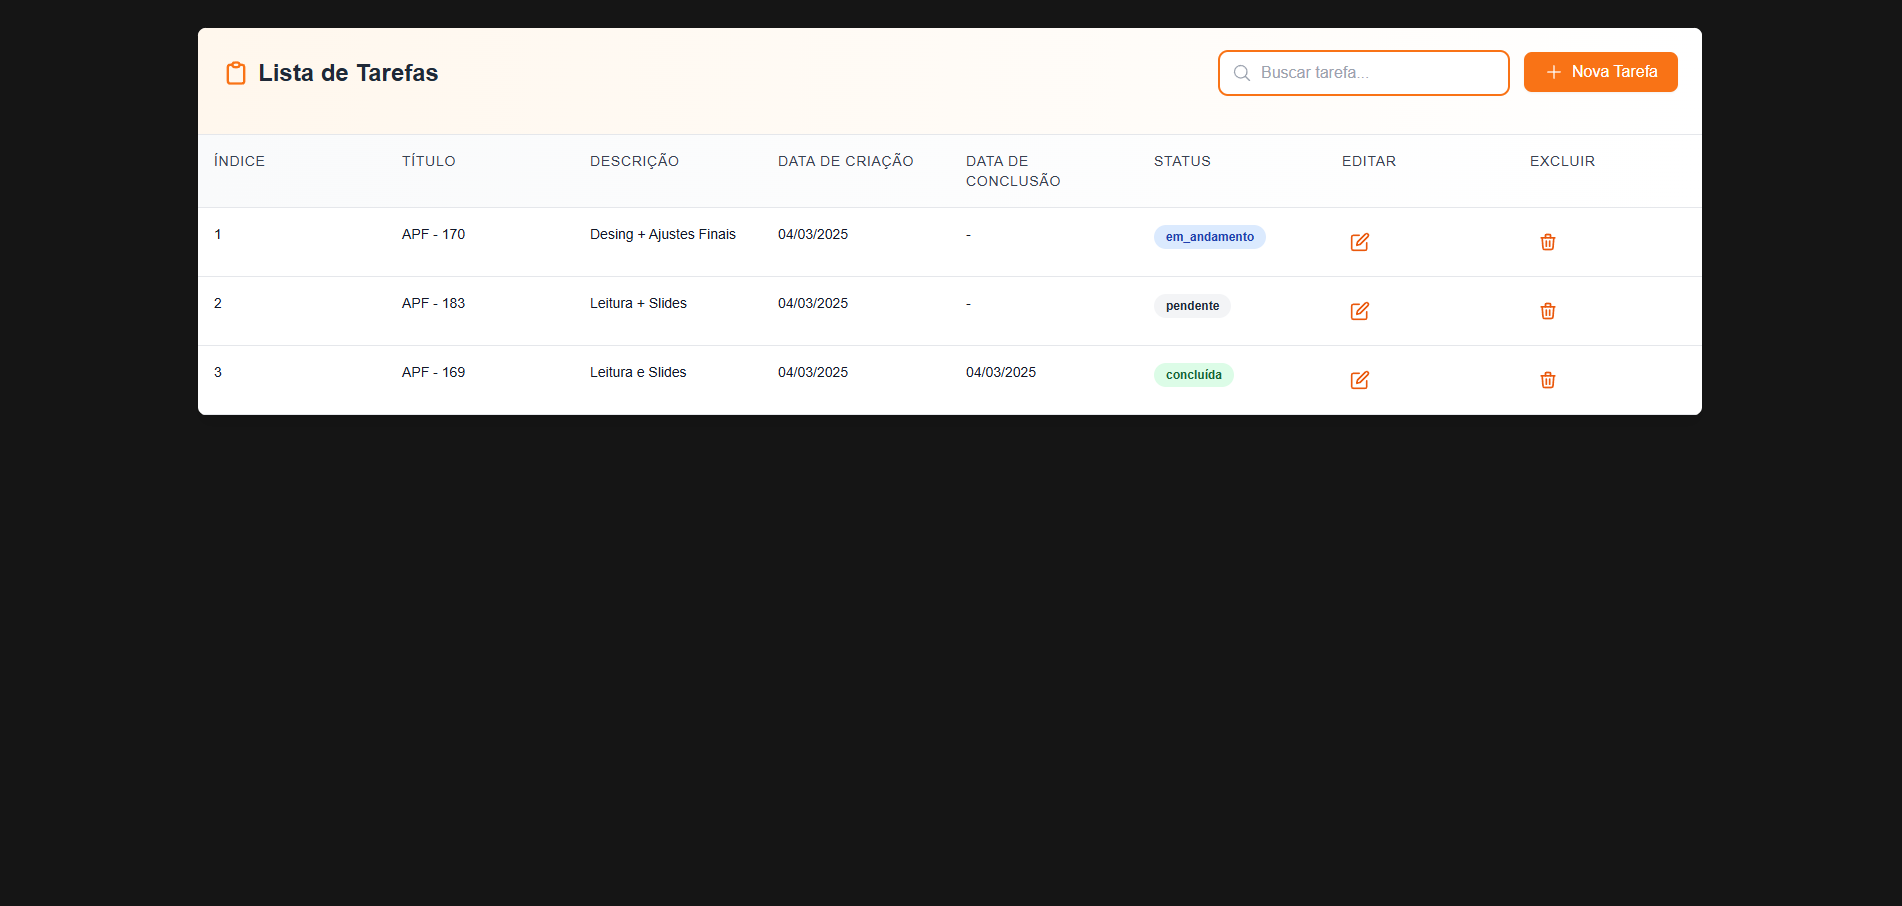 Lista de Tarefas
Buscar tarefa...
Nova Tarefa
ÍNDICE TÍTULO DESCRIÇÃO DATA DE CRIAÇÃO DATA DE CONCLUSÃO STATUS EDITAR EXCLUIR
1 APF - 170 Desing + Ajustes Finais 04/03/2025 - em_andamento
2 APF - 183 Leitura + Slides 04/03/2025 - pendente
3 APF - 169 Leitura e Slides 04/03/2025 04/03/2025 concluída